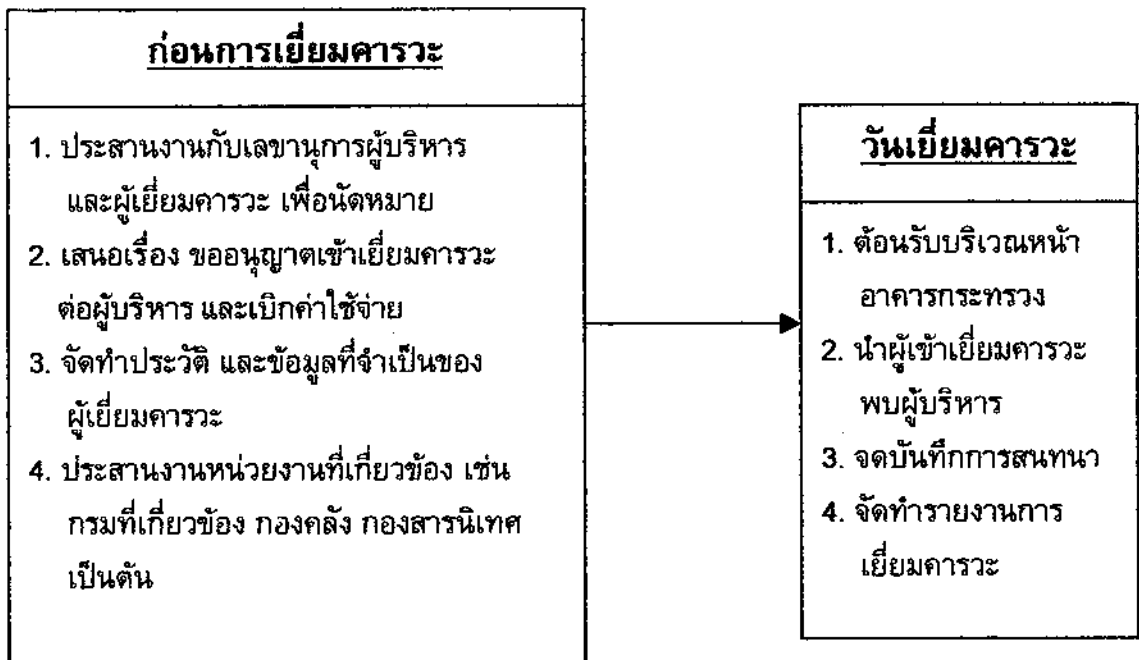 ก่อนการเยี่ยมคารวะ
1. ประสานงานกับเลขานุการผู้บริหาร
และผู้เยี่ยมคารวะ เพื่อนัดหมาย
2. เสนอเรื่อง ขออนุญาตเข้าเยี่ยมคารวะ
ต่อผู้บริหาร และเบิกค่าใช้จ่าย
3. จัดทำประวัติ และข้อมูลที่จำเป็นของ
ผู้เยี่ยมคารวะ
4. ประสานงานหน่วยงานที่เกี่ยวข้อง เช่น
กรมที่เกี่ยวข้อง กองคลัง กองสารนิเทศ
เป็นต้น
วันเยี่ยมคารวะ
1. ต้อนรับบริเวณหน้า
อาคารกระทรวง
2. นำผู้เข้าเยี่ยมคารวะ
พบผู้บริหาร
3. จดบันทึกการสนทนา
4. จัดทำรายงานการ
เยี่ยมคารวะ